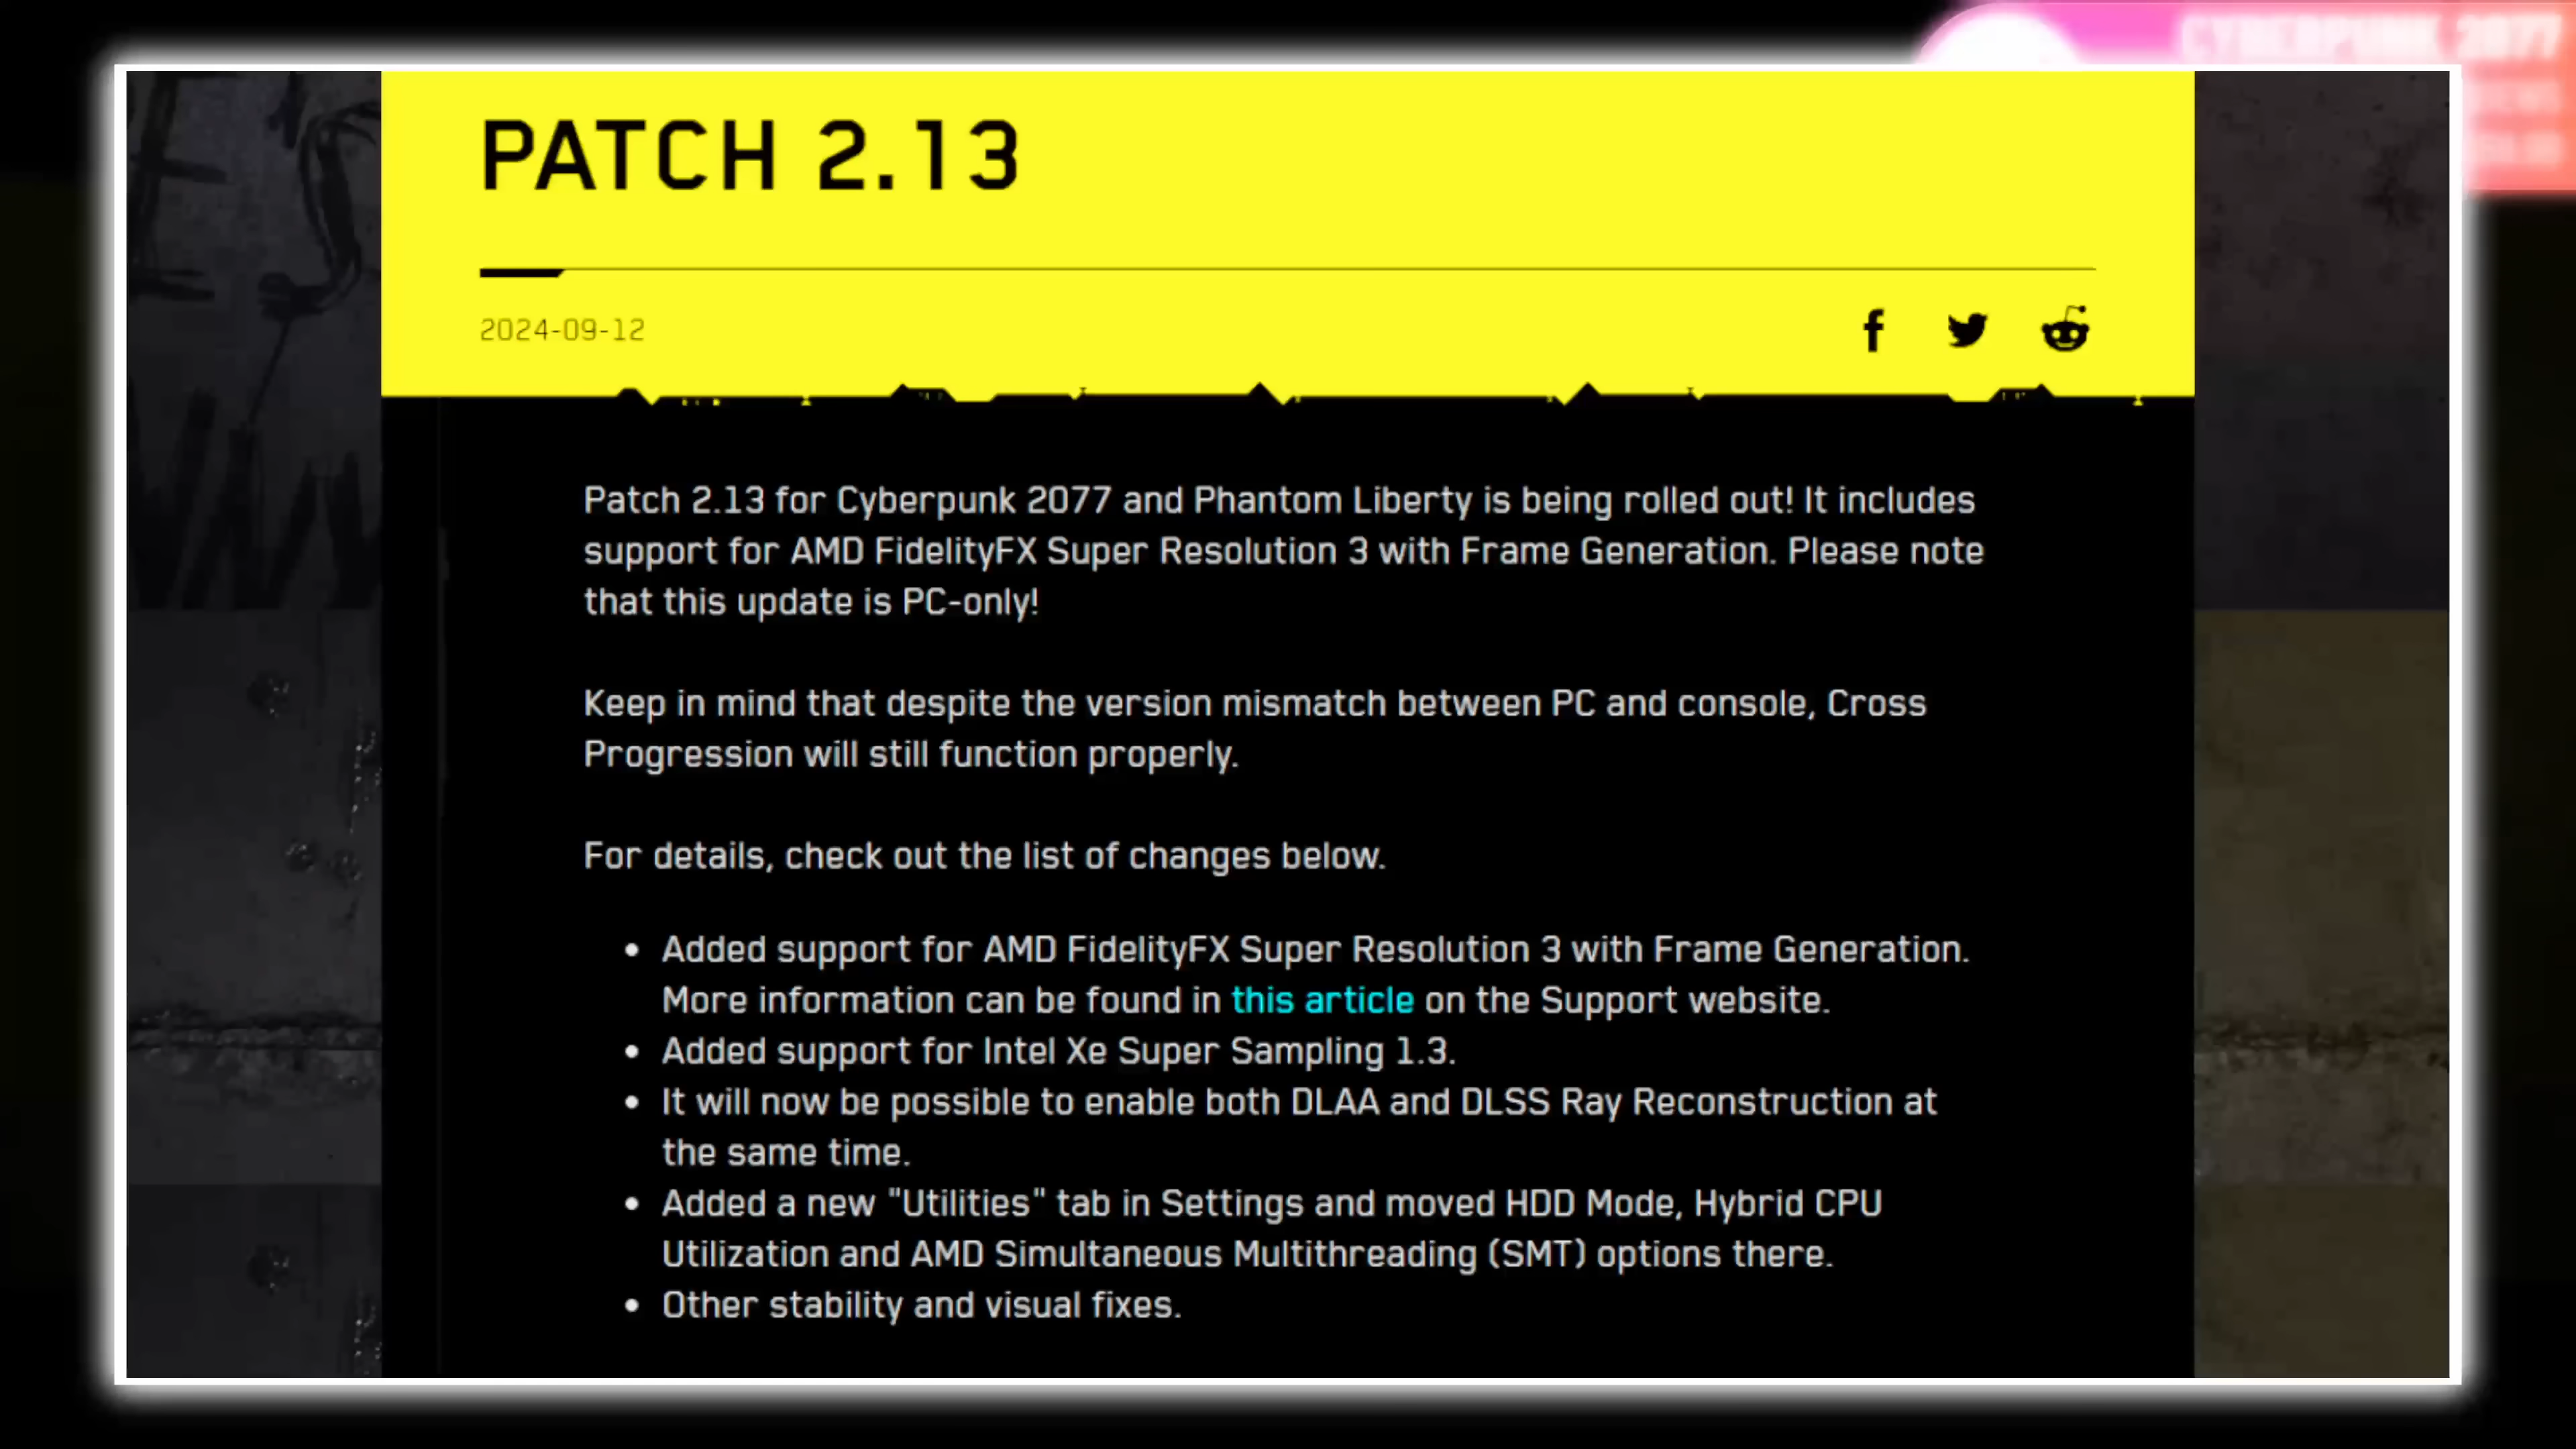 CYBERPUNK 2077
PATCH 2.13
2024-09-12
Patch 2.13 for Cyberpunk 2077 and Phantom Liberty is being rolled out! It includes
support for AMD FidelityFX Super Resolution 3 with Frame Generation. Please note
that this update is PC-only!
Keep in mind that despite the version mismatch between PC and console, Cross
Progression will still function properly.
For details, check out the list of changes below.
• Added support for AMD FidelityFX Super Resolution 3 with Frame Generation.
More information can be found in this article on the Support website.
• Added support for Intel Xe Super Sampling 1.3.
• It will now be possible to enable both DLAA and DLSS Ray Reconstruction at
the same time.
• Added a new "Utilities" tab in Settings and moved HDD Mode, Hybrid CPU
Utilization and AMD Simultaneous Multithreading (SMT) options there.
• Other stability and visual fixes.